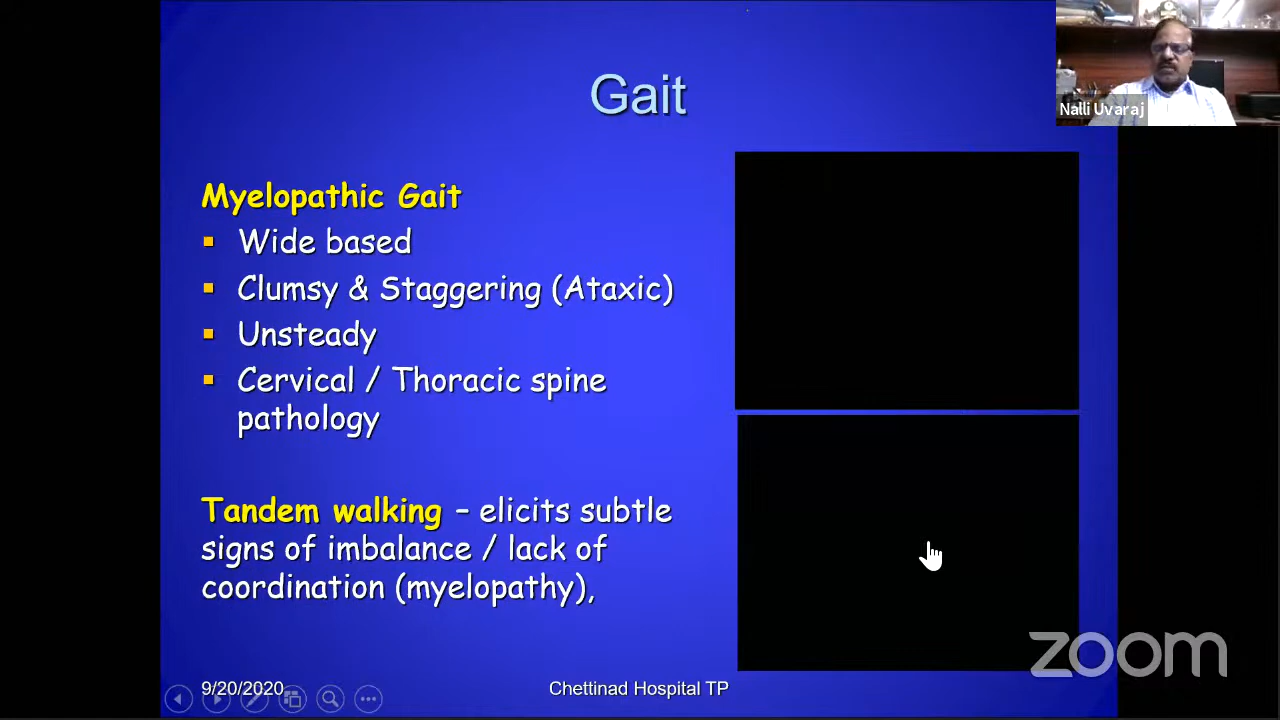 Gait
Nalli Uvaraj
Myelopathic Gait
▪ Wide based
▪ Clumsy & Staggering (Ataxic)
▪ Unsteady
▪ Cervical / Thoracic spine
pathology
Tandem walking – elicits subtle
signs of imbalance / lack of
coordination (myelopathy),
zoom
9/20/2020
Chettinad Hospital TP